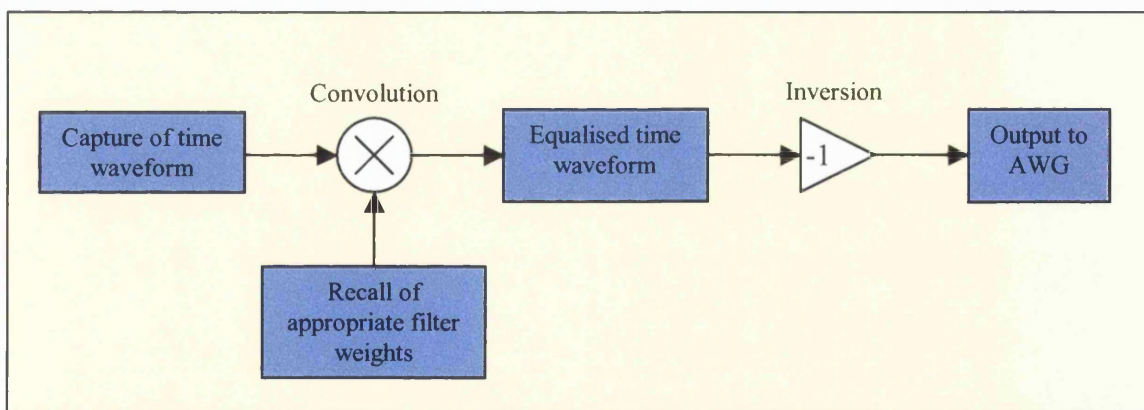 Convolution
Inversion
Capture of time
waveform
Equalised time
waveform
-1
Output to
AWG
Recall of
appropriate filter
weights